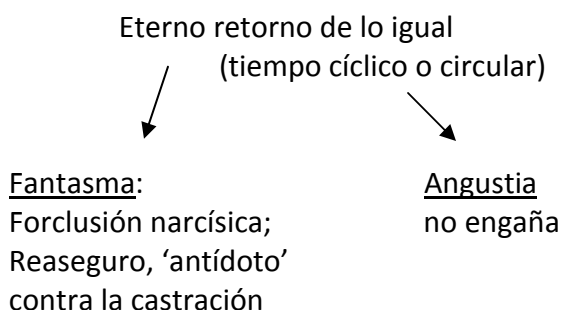 Eterno retorno de lo igual
(tiempo cíclico o circular)
Fantasma:
Forclusión narcísica;
Reaseguro, ‘antídoto’
contra la castración
Angustia
no engaña